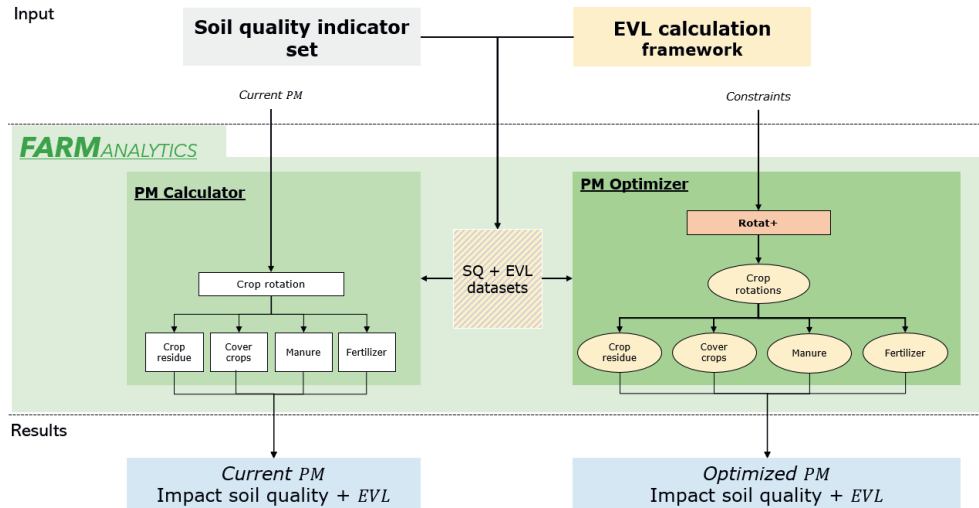 Input
Soil quality indicator
set
EVL calculation
framework
Current PM
Constraints
FARMANALYTICS
PM Calculator
PM Optimizer
Rotat+
SQ + EVL
datasets
Crop rotation
Crop
rotations
Crop
residue
Cover
crops
Manure
Fertilizer
Crop
residue
Cover
crops
Manure
Fertilizer
Results
Current PM
Impact soil quality + EVL
Optimized PM
Impact soil quality + EVL